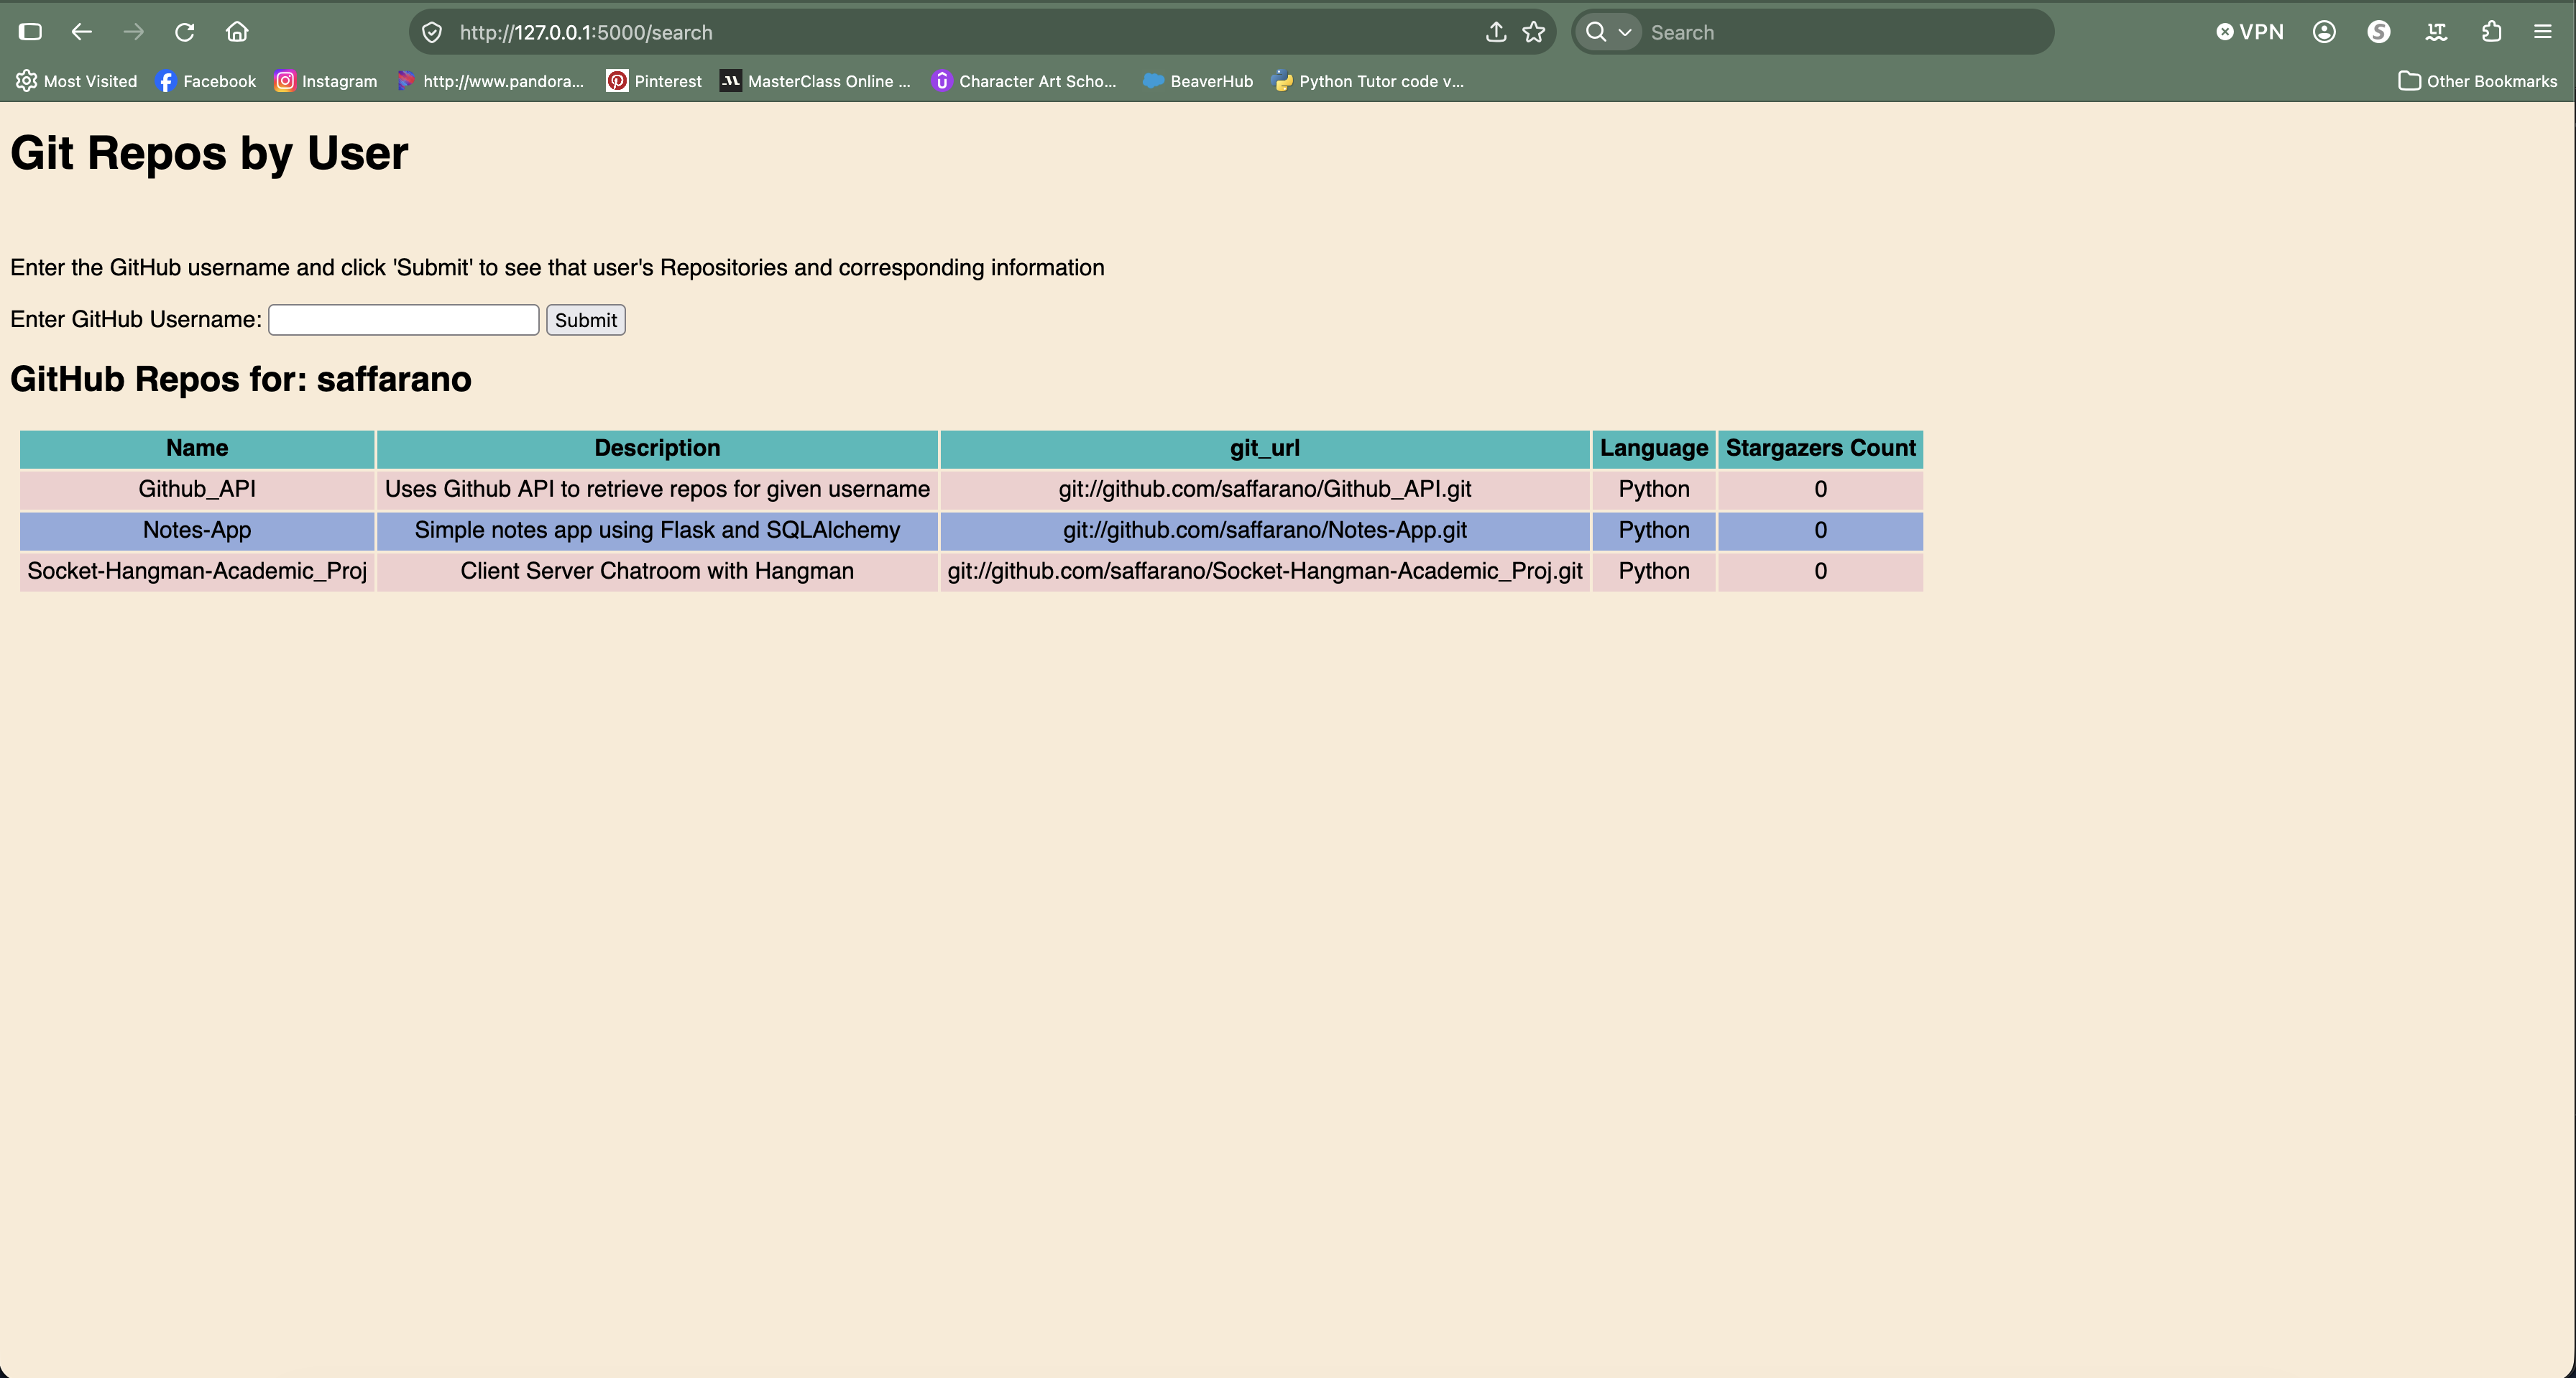 http://127.0.0.1:5000/search Search VPN
Most Visited Facebook Instagram http://www.pandora... Pinterest MasterClass Online ... Character Art Scho... BeaverHub Python Tutor code v... Other Bookmarks
Git Repos by User
Enter the GitHub username and click 'Submit' to see that user's Repositories and corresponding information
Enter GitHub Username: Submit
GitHub Repos for: saffarano
Name Description git_url Language Stargazers Count
Github_API Uses Github API to retrieve repos for given username git://github.com/saffarano/Github_API.git Python 0
Notes-App Simple notes app using Flask and SQLAlchemy git://github.com/saffarano/Notes-App.git Python 0
Socket-Hangman-Academic_Proj Client Server Chatroom with Hangman git://github.com/saffarano/Socket-Hangman-Academic_Proj.git Python 0